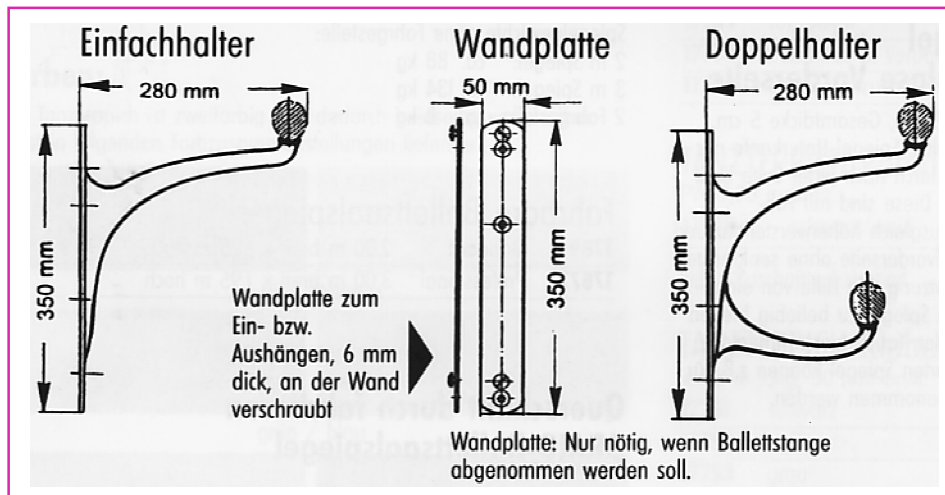 Einfachhalter
Wandplatte
Doppelhalter
280 mm
50 mm
280 mm
350 mm
350 mm
350 mm
Wandplatte zum
Ein- bzw.
Aushängen, 6 mm
dick, an der Wand
verschraubt
Wandplatte: Nur nötig, wenn Ballettstange
abgenommen werden soll.